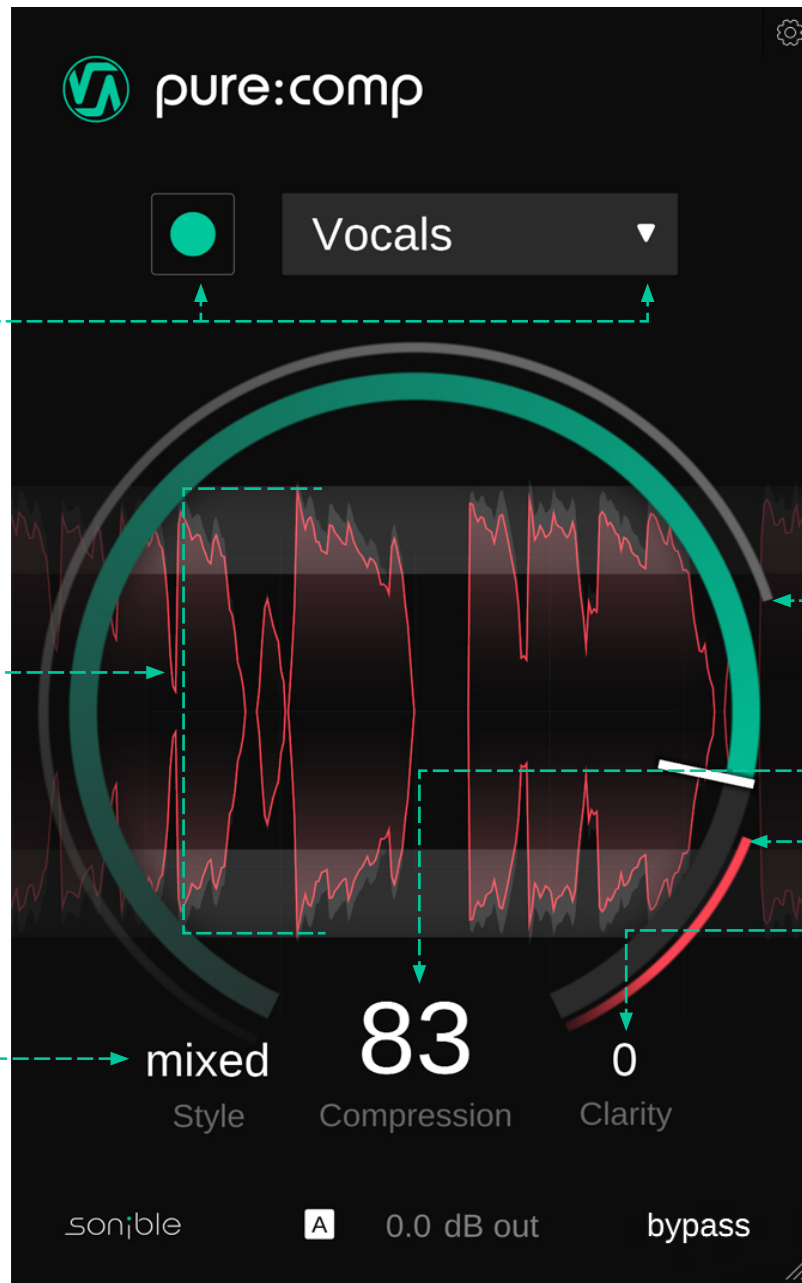 pure:comp
Vocals
mixed 83 0
Style Compression Clarity
sonible A 0.0 dB out bypass